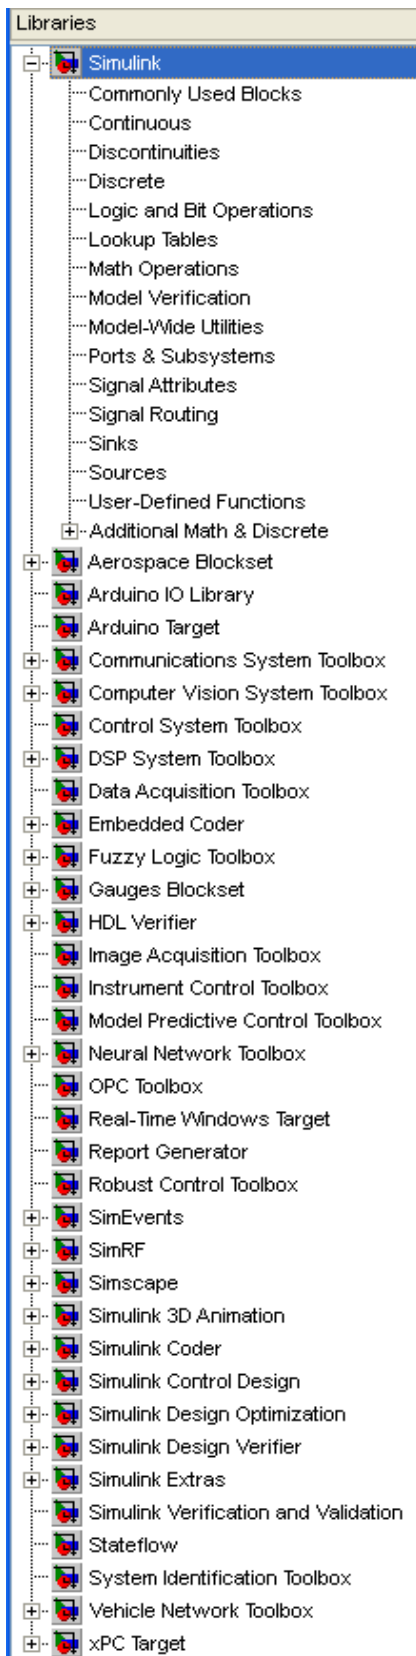 Libraries
Simulink
Commonly Used Blocks
Continuous
Discontinuities
Discrete
Logic and Bit Operations
Lookup Tables
Math Operations
Model Verification
Model-Wide Utilities
Ports & Subsystems
Signal Attributes
Signal Routing
Sinks
Sources
User-Defined Functions
Additional Math & Discrete
Aerospace Blockset
Arduino IO Library
Arduino Target
Communications System Toolbox
Computer Vision System Toolbox
Control System Toolbox
DSP System Toolbox
Data Acquisition Toolbox
Embedded Coder
Fuzzy Logic Toolbox
Gauges Blockset
HDL Verifier
Image Acquisition Toolbox
Instrument Control Toolbox
Model Predictive Control Toolbox
Neural Network Toolbox
OPC Toolbox
Real-Time Windows Target
Report Generator
Robust Control Toolbox
SimEvents
SimRF
Simscape
Simulink 3D Animation
Simulink Coder
Simulink Control Design
Simulink Design Optimization
Simulink Design Verifier
Simulink Extras
Simulink Verification and Validation
Stateflow
System Identification Toolbox
Vehicle Network Toolbox
xPC Target